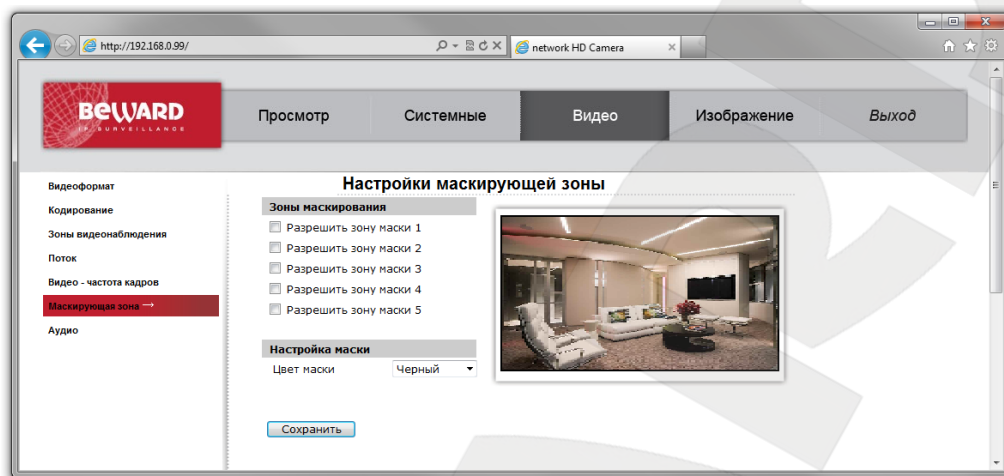 http://192.168.0.99/
network HD Camera
BEWARD
IP SURVEILLANCE
Просмотр
Системные
Видео
Изображение
Выход
Видеоформат
Кодирование
Зоны видеонаблюдения
Поток
Видео - частота кадров
Маскирующая зона →
Аудио
Настройки маскирующей зоны
Зоны маскирования
Разрешить зону маски 1
Разрешить зону маски 2
Разрешить зону маски 3
Разрешить зону маски 4
Разрешить зону маски 5
Настройка маски
Цвет маски Черный
Сохранить